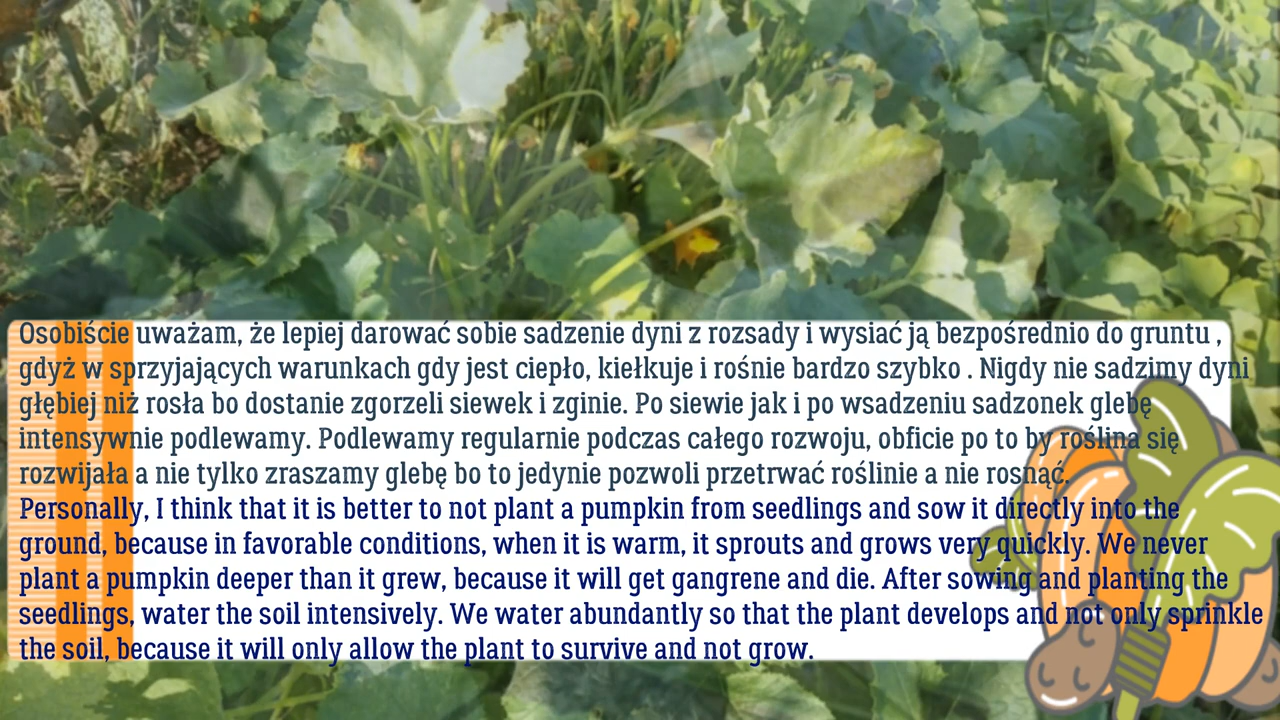 Osobiście uważam, że lepiej darować sobie sadzenie dyni z rozsady i wysiać ją bezpośrednio do gruntu ,
gdyż w sprzyjających warunkach gdy jest ciepło, kiełkuje i rośnie bardzo szybko . Nigdy nie sadzimy dyni
głębiej niż rosła bo dostanie zgorzeli siewek i zginie. Po siewie jak i po wsadzeniu sadzonek glebę
intensywnie podlewamy. Podlewamy regularnie podczas całego rozwoju, obficie po to by roślina się
rozwijała a nie tylko zraszamy glebę bo to jedynie pozwoli przetrwać roślinie a nie rosnąć.
Personally, I think that it is better to not plant a pumpkin from seedlings and sow it directly into the
ground, because in favorable conditions, when it is warm, it sprouts and grows very quickly. We never
plant a pumpkin deeper than it grew, because it will get gangrene and die. After sowing and planting the
seedlings, water the soil intensively. We water abundantly so that the plant develops and not only sprinkle
the soil, because it will only allow the plant to survive and not grow.